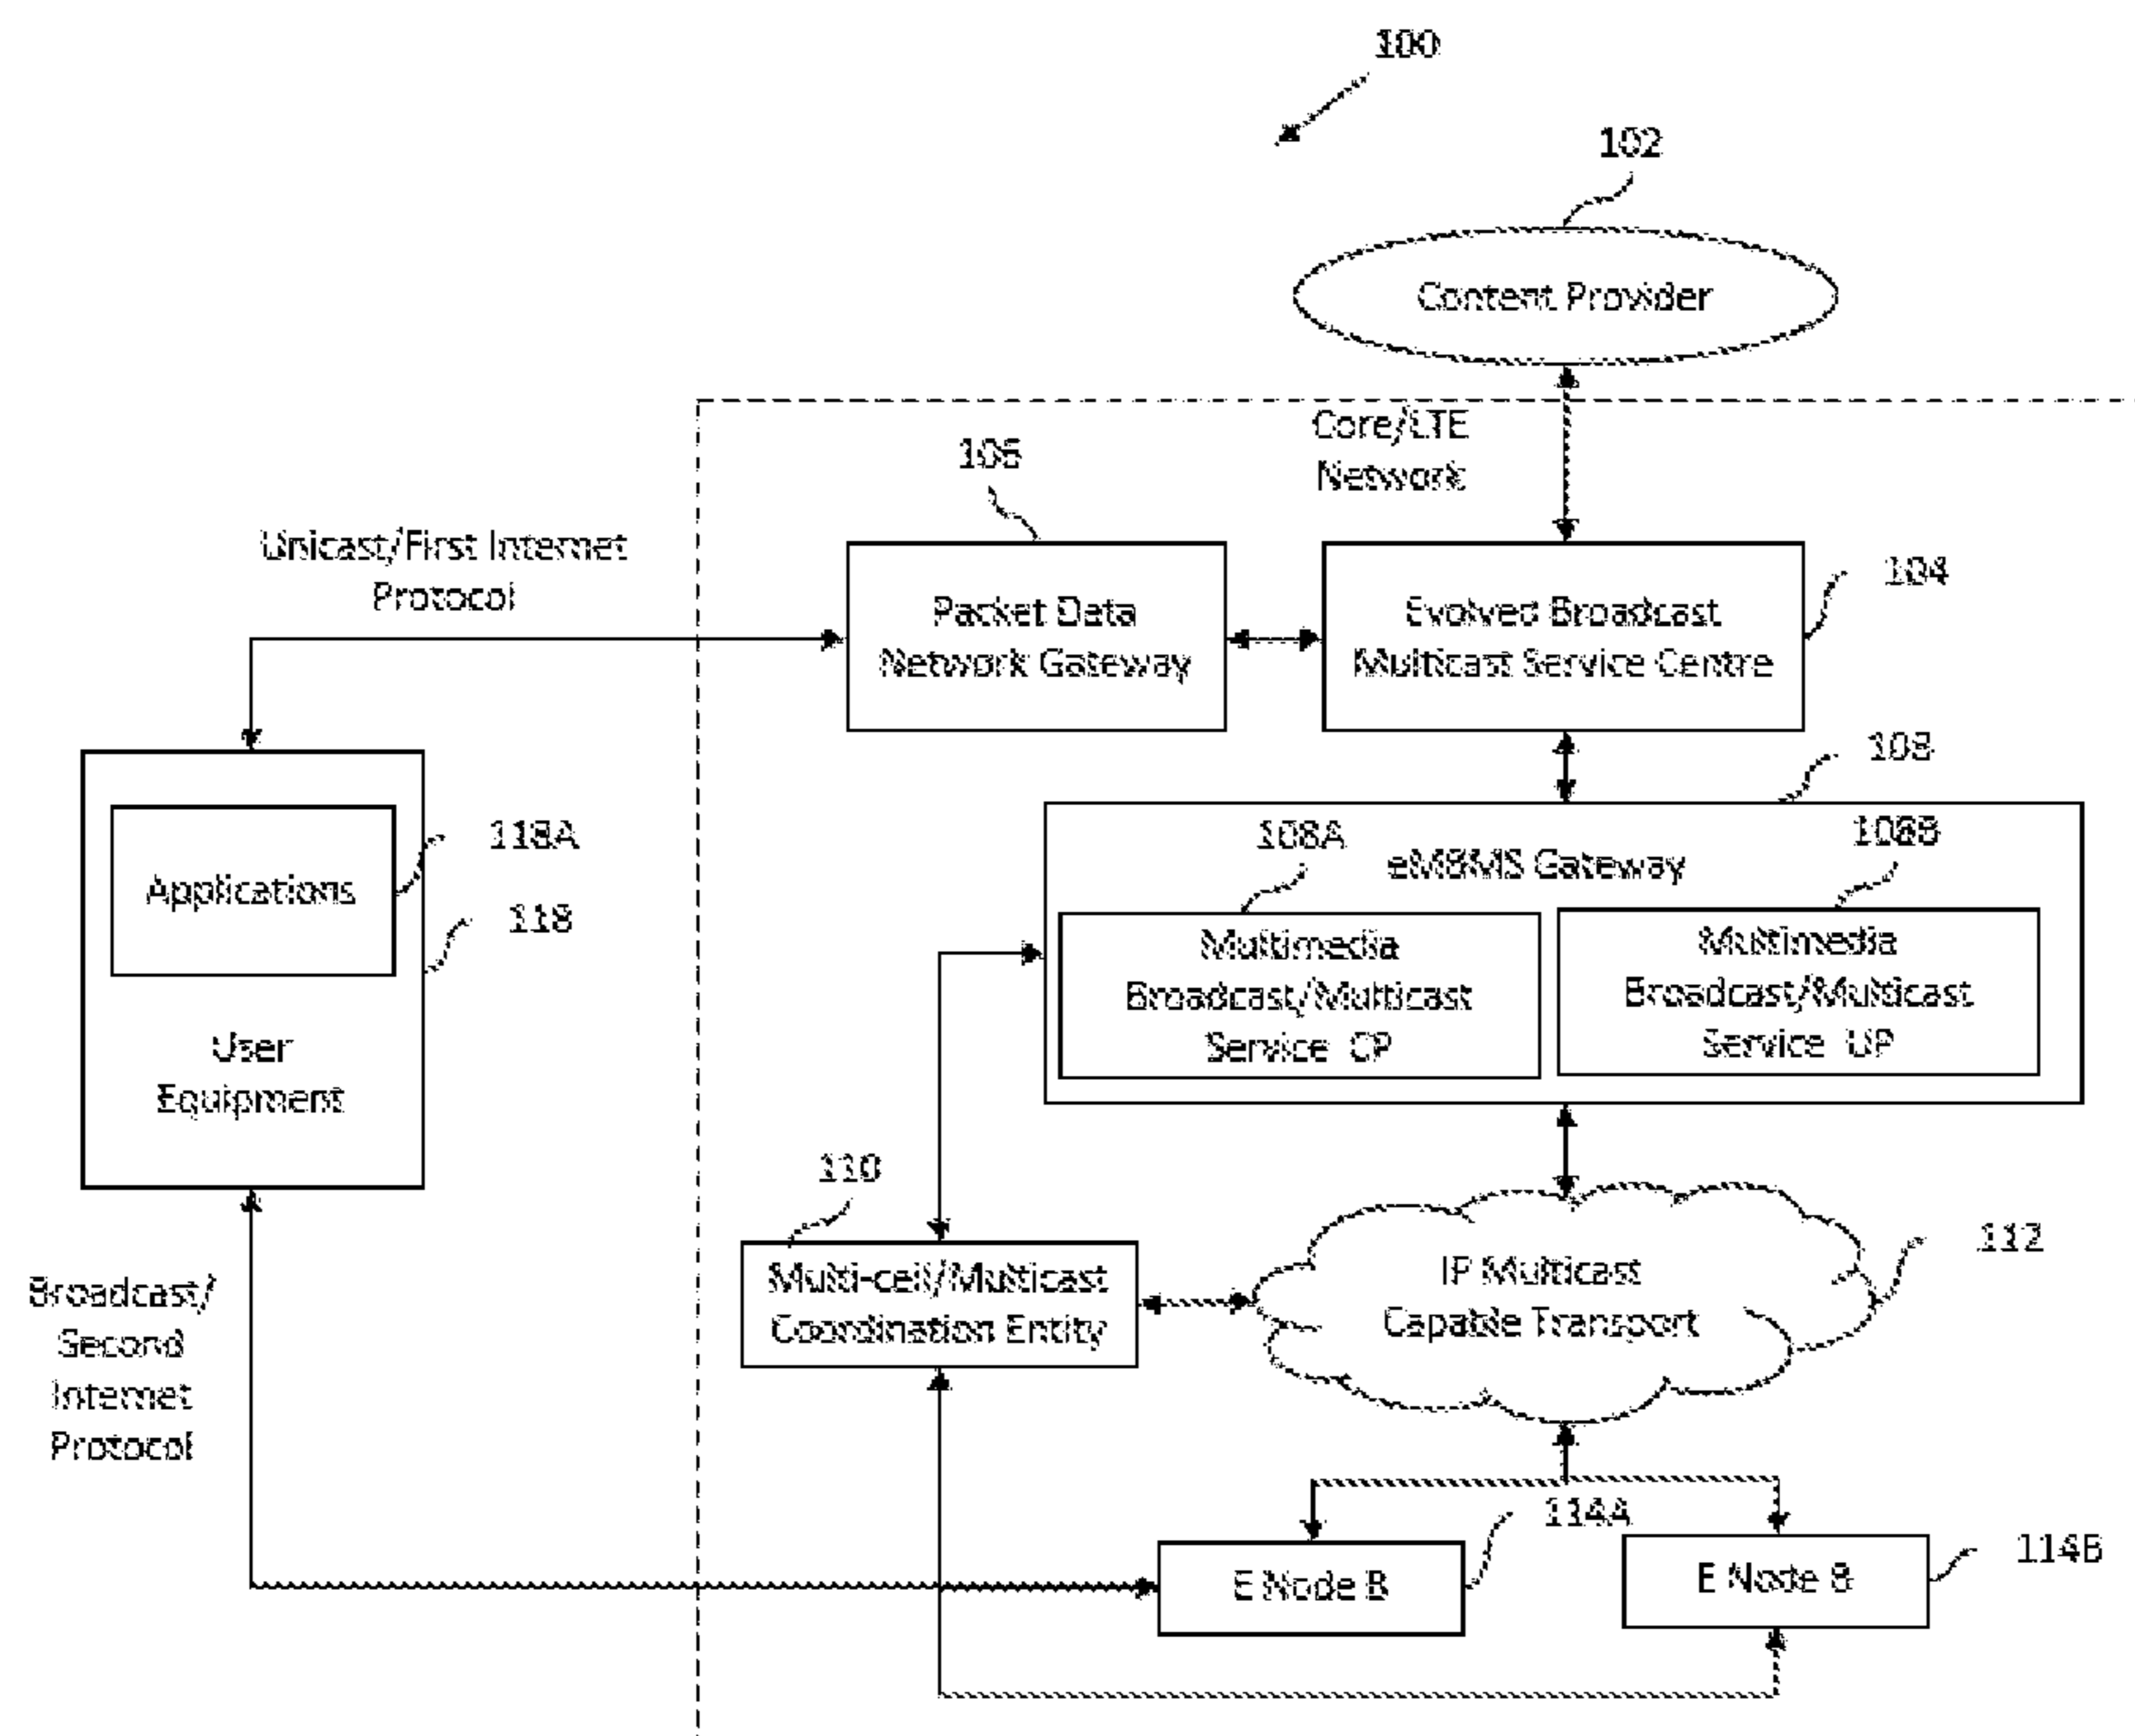 100
102
Content Provider
Core/LTE
Network
106
Unicast/First Internet
Protocol
Packet Data
Network Gateway
Evolved Broadcast
Multicast Service Centre
104
108
118A
Applications
118
User
Equipment
108A
108B
eMBMS Gateway
Multimedia
Broadcast/Multicast
Service CP
Multimedia
Broadcast/Multicast
Service UP
110
Multi-cell/Multicast
Coordination Entity
IP Multicast
Capable Transport
112
Broadcast/
Second
Internet
Protocol
114A
E Node B
E Node B
114B